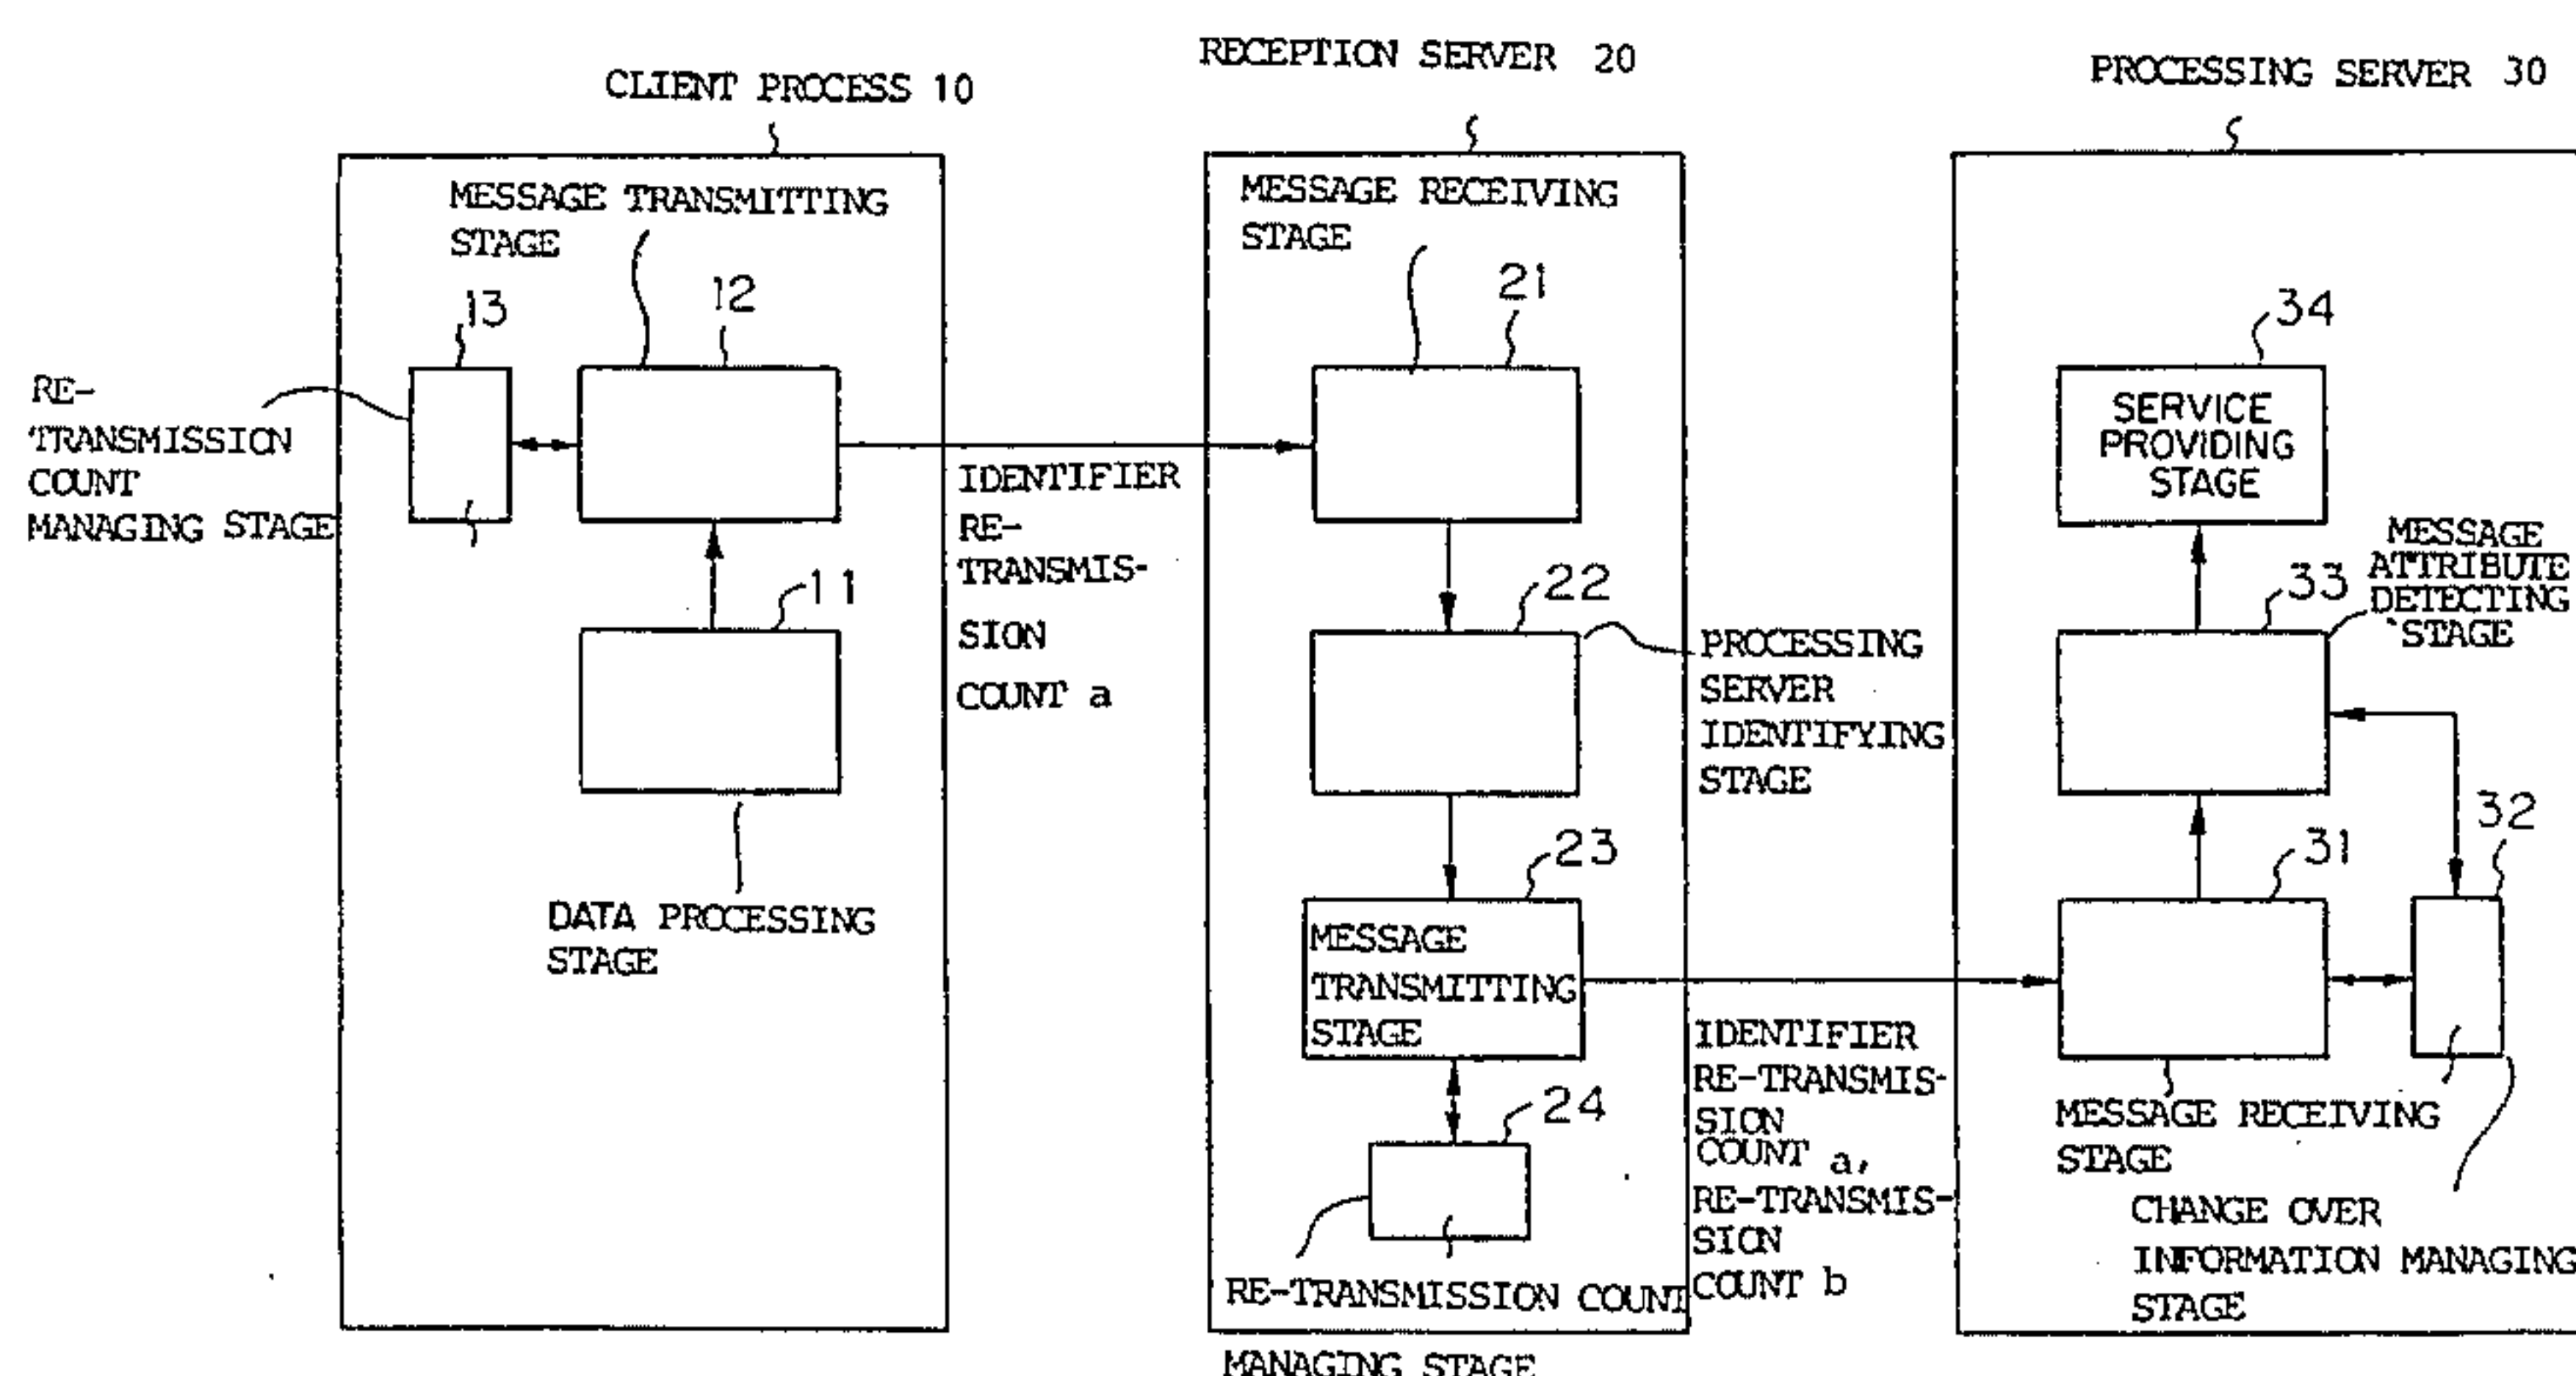 CLIENT PROCESS 10
MESSAGE TRANSMITTING
STAGE
13
12
RE-
TRANSMISSION
COUNT
MANAGING STAGE
11
DATA PROCESSING
STAGE
IDENTIFIER
RE-
TRANSMIS-
SION
COUNT a
RECEPTION SERVER 20
MESSAGE RECEIVING
STAGE
21
22
PROCESSING
SERVER
IDENTIFYING
STAGE
23
MESSAGE
TRANSMITTING
STAGE
24
RE-TRANSMISSION COUNT
MANAGING STAGE
IDENTIFIER
RE-TRANSMIS-
SION
COUNT a,
RE-TRANSMIS-
SION
COUNT b
PROCESSING SERVER 30
34
SERVICE
PROVIDING
STAGE
33
MESSAGE
ATTRIBUTE
DETECTING
STAGE
32
31
MESSAGE RECEIVING
STAGE
CHANGE OVER
INFORMATION MANAGING
STAGE